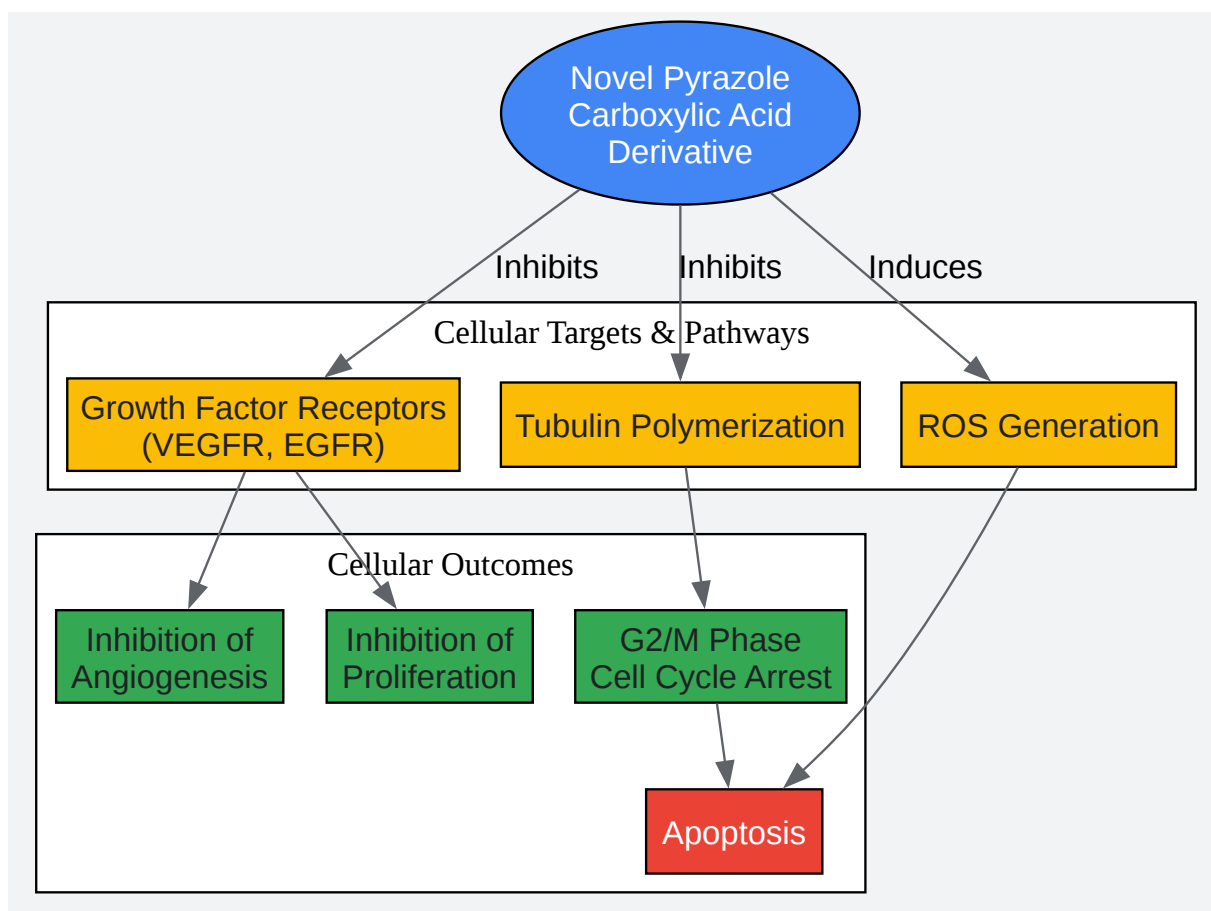 Novel Pyrazole
Carboxylic Acid
Derivative
Inhibits
Inhibits
Induces
Cellular Targets & Pathways
Growth Factor Receptors
(VEGFR, EGFR)
Tubulin Polymerization
ROS Generation
Cellular Outcomes
Inhibition of
Angiogenesis
Inhibition of
Proliferation
G2/M Phase
Cell Cycle Arrest
Apoptosis